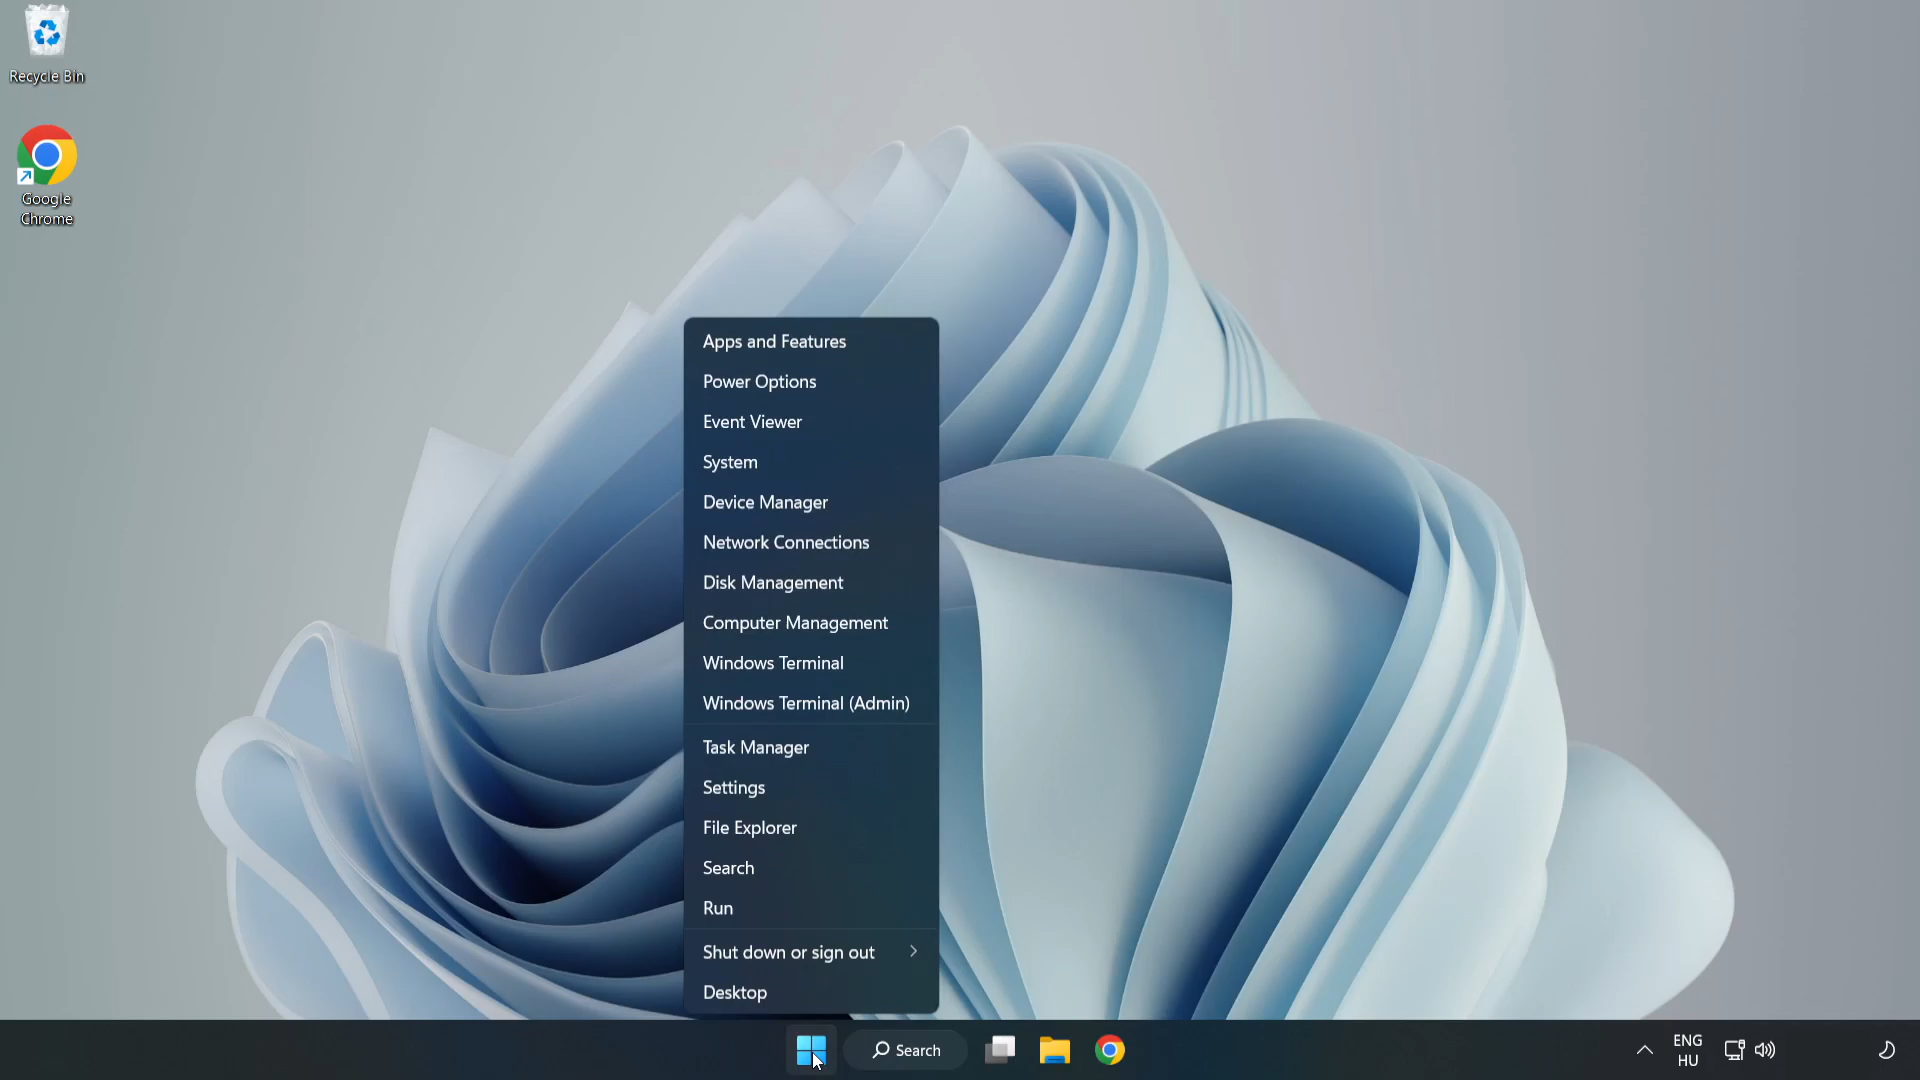 Recycle Bin
Google
Chrome
Apps and Features
Power Options
Event Viewer
System
Device Manager
Network Connections
Disk Management
Computer Management
Windows Terminal
Windows Terminal (Admin)
Task Manager
Settings
File Explorer
Search
Run
Shut down or sign out
Desktop
Search
ENG
HU